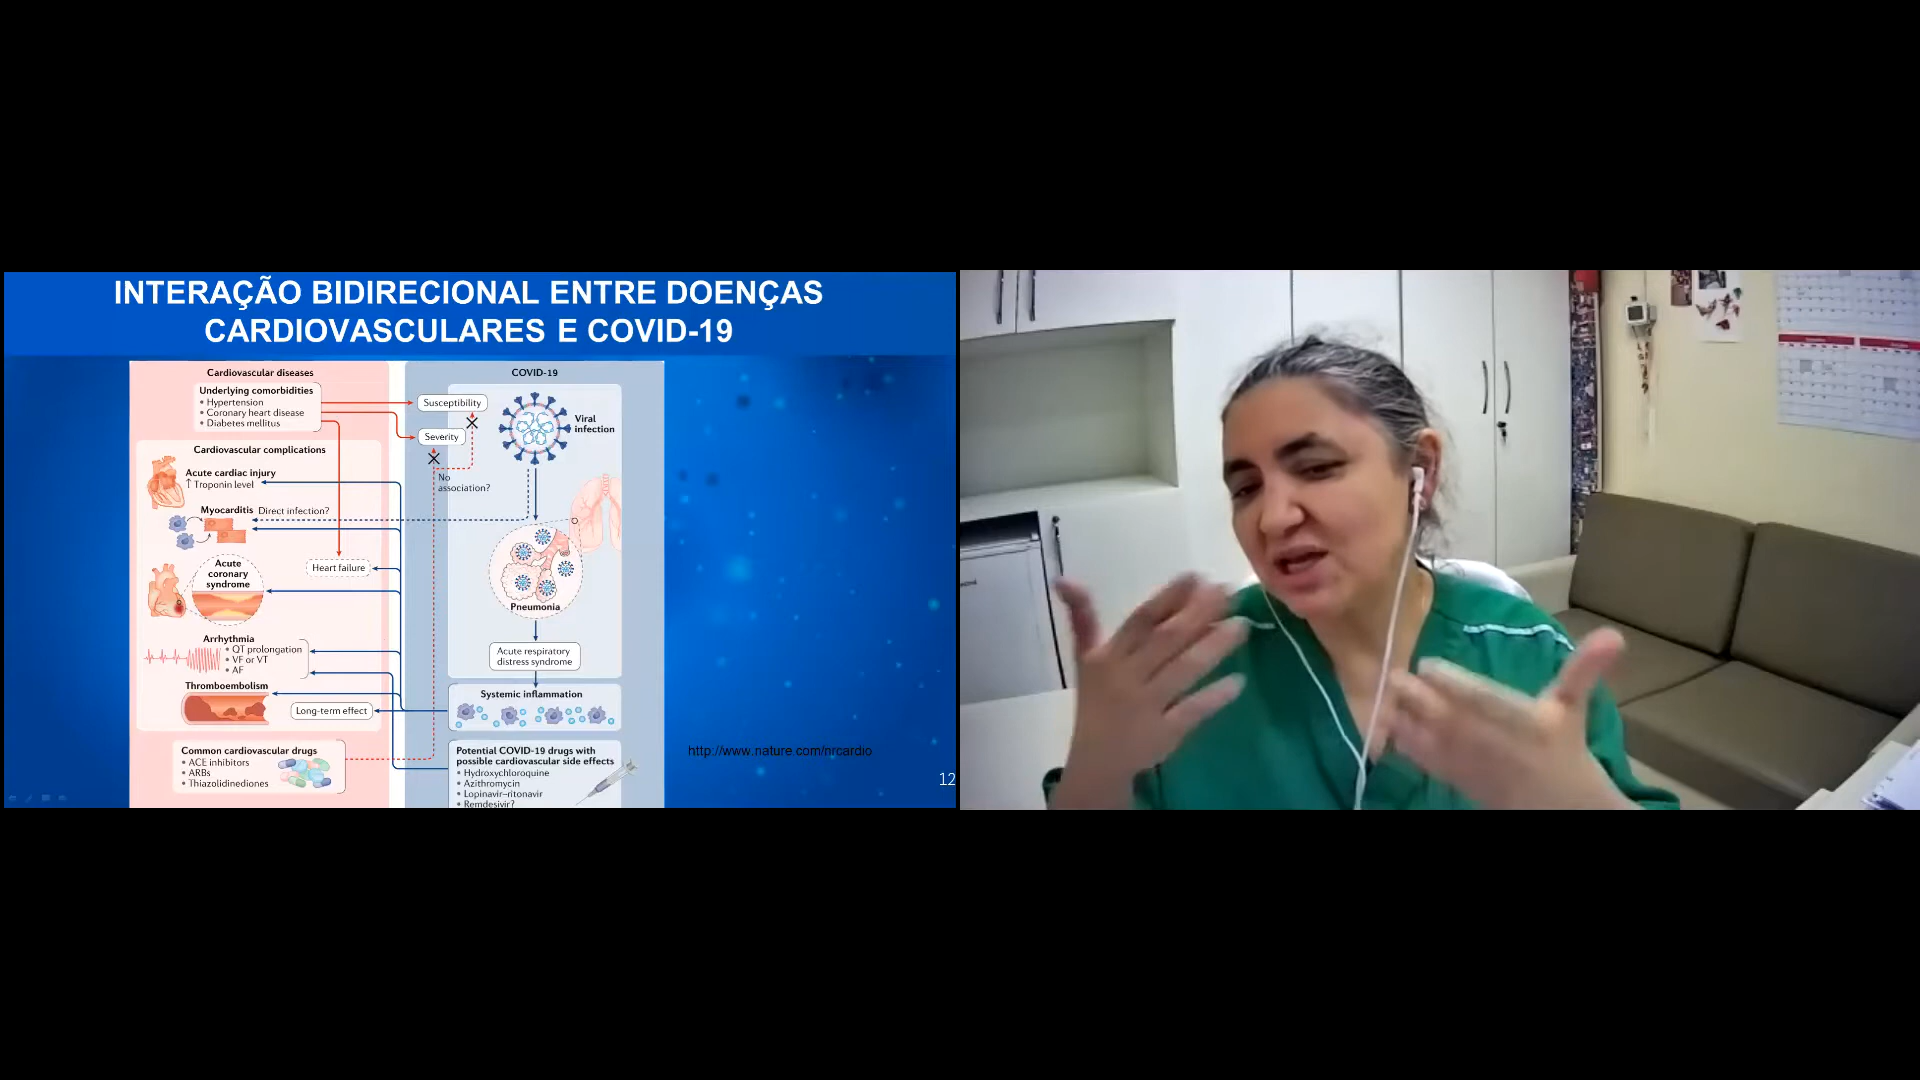 INTERAÇÃO BIDIRECIONAL ENTRE DOENÇAS
CARDIOVASCULARES E COVID-19
Cardiovascular diseases
Underlying comorbidities
• Hypertension
• Coronary heart disease
• Diabetes mellitus
Cardiovascular complications
Acute cardiac injury
↑ Troponin level
Myocarditis Direct infection?
Heart failure
Acute
coronary
syndrome
Arrhythmia
• QT prolongation
• VF or VT
• AF
Thromboembolism
Long-term effect
Common cardiovascular drugs
• ACE inhibitors
• ARBs
• Thiazolidinediones
COVID-19
Susceptibility
Severity
No
association?
Viral
infection
Pneumonia
Acute respiratory
distress syndrome
Systemic inflammation
Potential COVID-19 drugs with
possible cardiovascular side effects
• Hydroxychloroquine
• Azithromycin
• Lopinavir–ritonavir
• Remdesivir?
http://www.nature.com/nrcardio
12